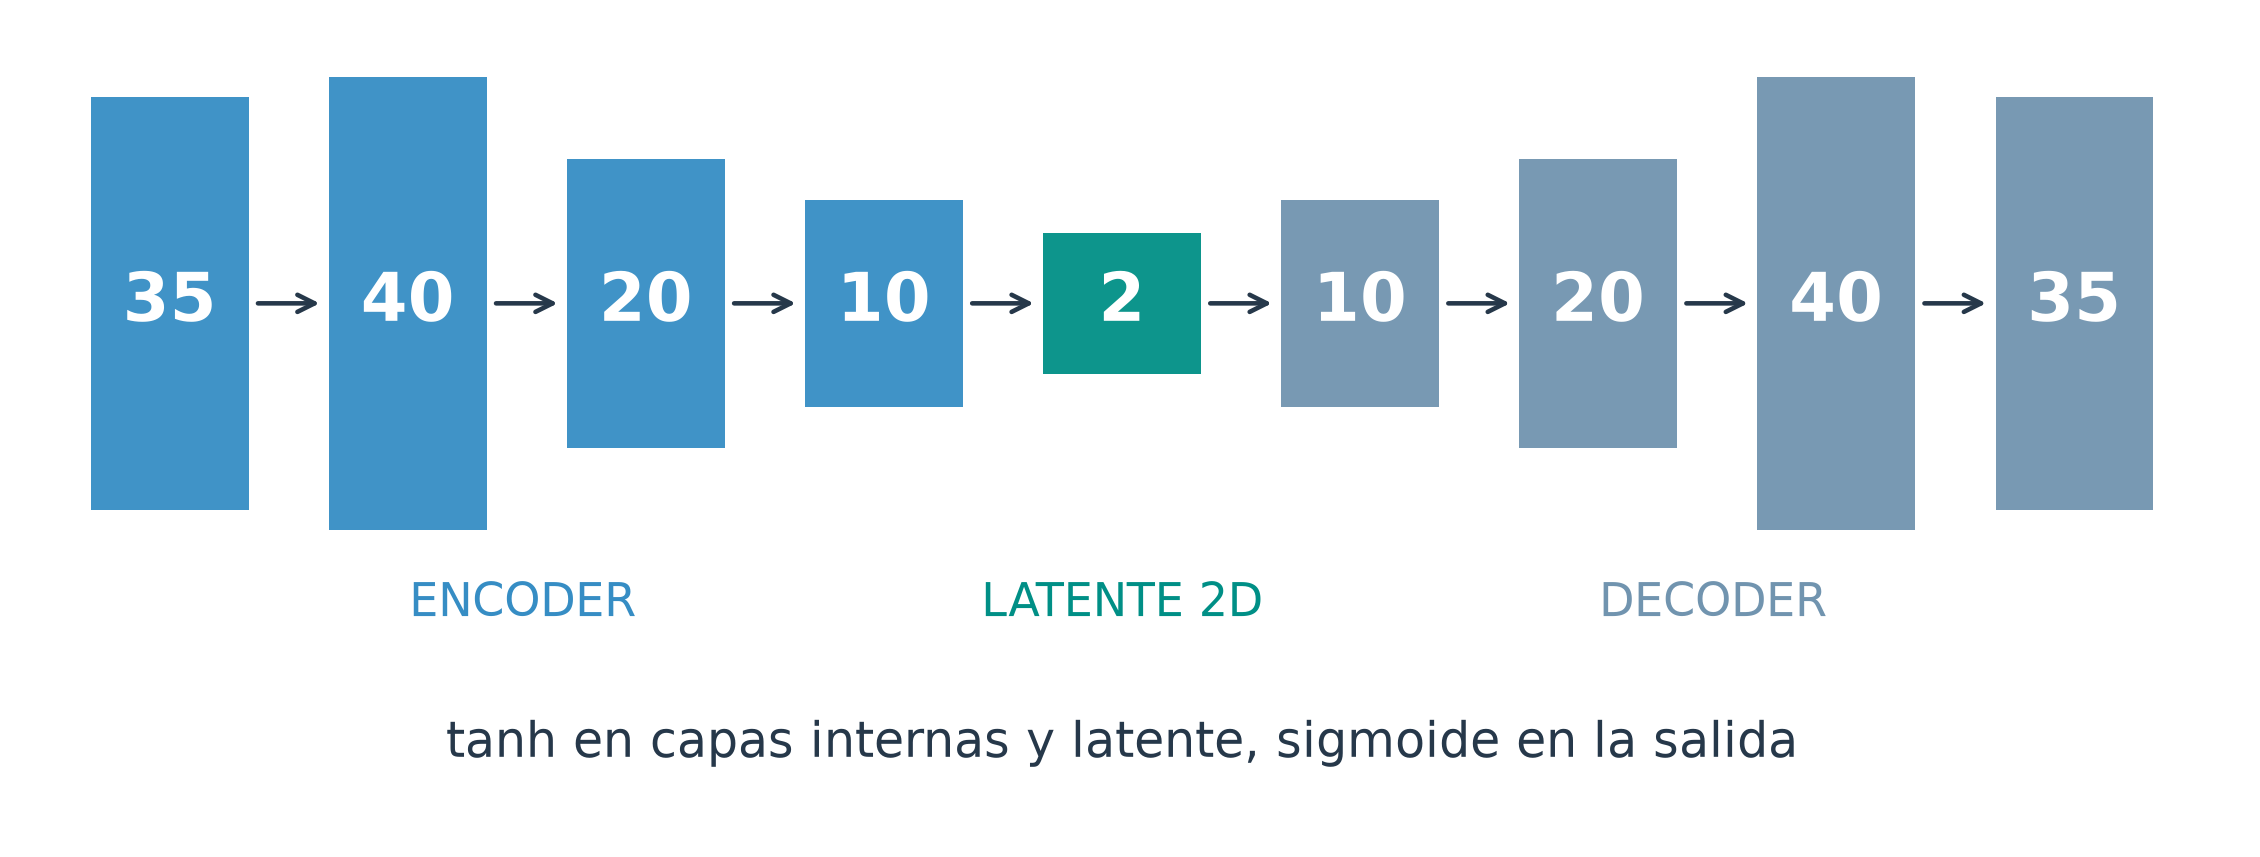 35 40 20 10 2 10 20 40 35
ENCODER LATENTE 2D DECODER
tanh en capas internas y latente, sigmoide en la salida